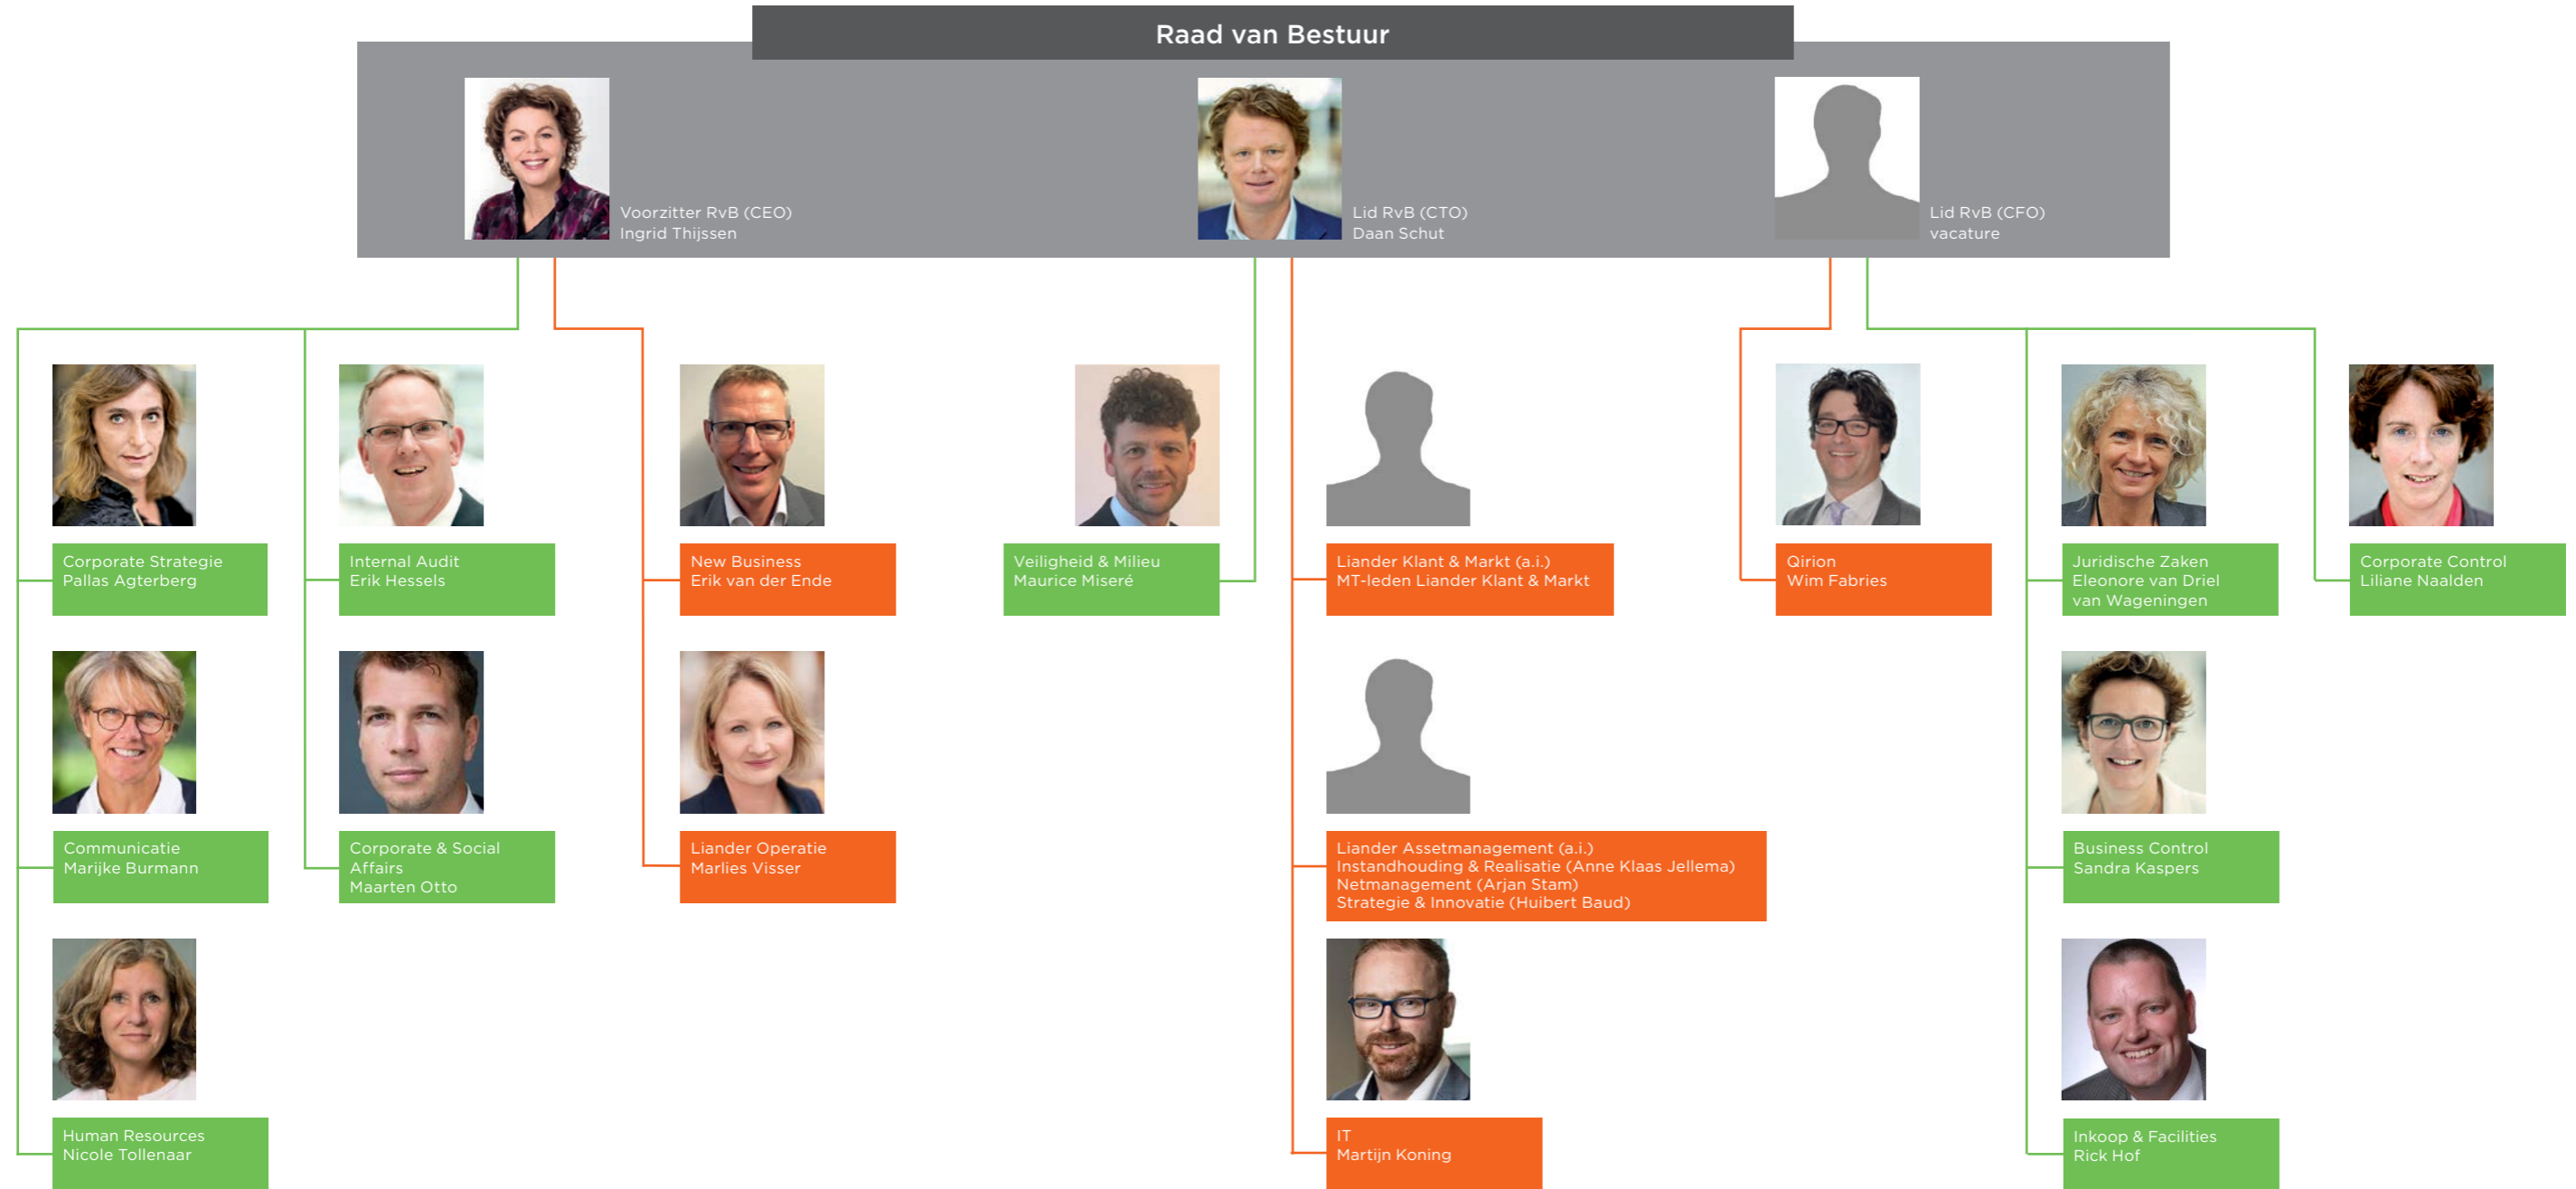 Raad van Bestuur
Voorzitter RvB (CEO)
Ingrid Thijssen
Lid RvB (CTO)
Daan Schut
Lid RvB (CFO)
vacature
Corporate Strategie
Pallas Agterberg
Internal Audit
Erik Hessels
New Business
Erik van der Ende
Veiligheid & Milieu
Maurice Miseré
Liander Klant & Markt (a.i.)
MT-leden Liander Klant & Markt
Qirion
Wim Fabries
Juridische Zaken
Eleonore van Driel
van Wageningen
Corporate Control
Liliane Naalden
Communicatie
Marijke Burmann
Corporate & Social
Affairs
Maarten Otto
Liander Operatie
Marlies Visser
Liander Assetmanagement (a.i.)
Instandhouding & Realisatie (Anne Klaas Jellema)
Netmanagement (Arjan Stam)
Strategie & Innovatie (Huibert Baud)
Business Control
Sandra Kaspers
Human Resources
Nicole Tollenaar
IT
Martijn Koning
Inkoop & Facilities
Rick Hof